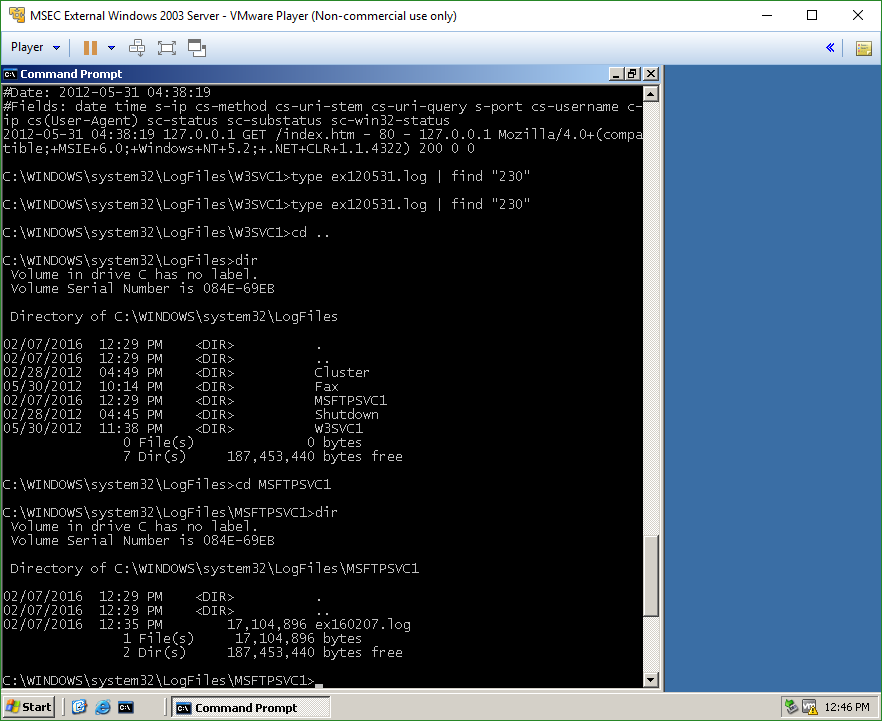 MSEC External Windows 2003 Server - VMware Player (Non-commercial use only)
Player
Command Prompt
#Date: 2012-05-31 04:38:19
#Fields: date time s-ip cs-method cs-uri-stem cs-uri-query s-port cs-username c-
ip cs(User-Agent) sc-status sc-substatus sc-win32-status
2012-05-31 04:38:19 127.0.0.1 GET /index.htm - 80 - 127.0.0.1 Mozilla/4.0+(compa
tible;+MSIE+6.0;+Windows+NT+5.2;+.NET+CLR+1.1.4322) 200 0 0
C:\WINDOWS\system32\LogFiles\W3SVC1>type ex120531.log | find "230"
C:\WINDOWS\system32\LogFiles\W3SVC1>type ex120531.log | find "230"
C:\WINDOWS\system32\LogFiles\W3SVC1>cd ..
C:\WINDOWS\system32\LogFiles>dir
Volume in drive C has no label.
Volume Serial Number is 084E-69EB
Directory of C:\WINDOWS\system32\LogFiles
02/07/2016 12:29 PM <DIR> .
02/07/2016 12:29 PM <DIR> ..
02/28/2012 04:49 PM <DIR> Cluster
05/30/2012 10:14 PM <DIR> Fax
02/07/2016 12:29 PM <DIR> MSFTPSVC1
02/28/2012 04:45 PM <DIR> Shutdown
05/30/2012 11:38 PM <DIR> W3SVC1
0 File(s) 0 bytes
7 Dir(s) 187,453,440 bytes free
C:\WINDOWS\system32\LogFiles>cd MSFTPSVC1
C:\WINDOWS\system32\LogFiles\MSFTPSVC1>dir
Volume in drive C has no label.
Volume Serial Number is 084E-69EB
Directory of C:\WINDOWS\system32\LogFiles\MSFTPSVC1
02/07/2016 12:29 PM <DIR> .
02/07/2016 12:29 PM <DIR> ..
02/07/2016 12:35 PM 17,104,896 ex160207.log
1 File(s) 17,104,896 bytes
2 Dir(s) 187,453,440 bytes free
C:\WINDOWS\system32\LogFiles\MSFTPSVC1>_
Start
Command Prompt
12:46 PM